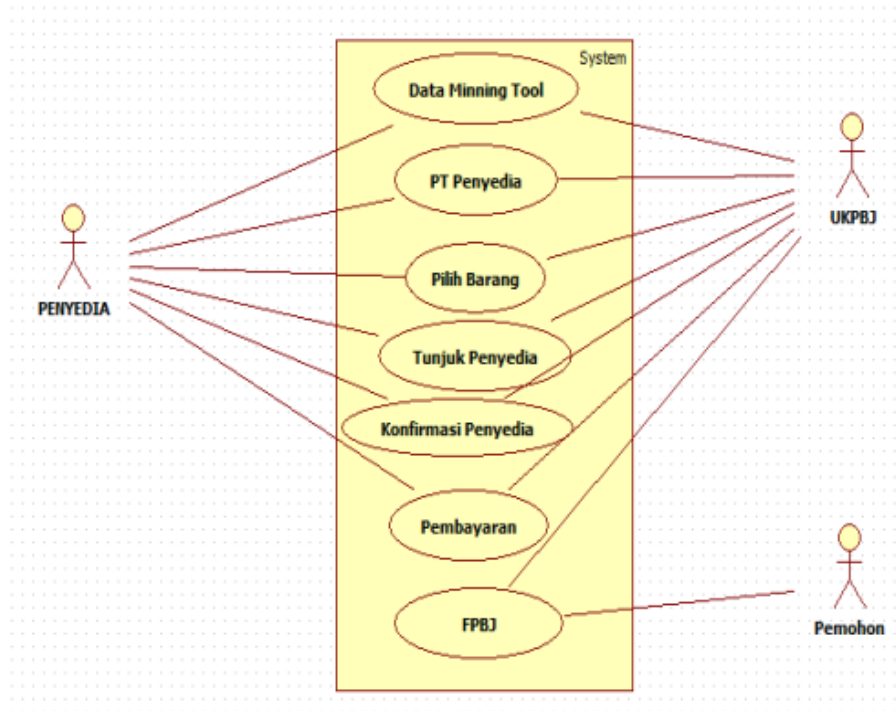 System
Data Minning Tool
PT Penyedia
UKPBJ
Pilih Barang
PENYEDIA
Tunjuk Penyedia
Konfirmasi Penyedia
Pembayaran
FPBJ
Pemohon